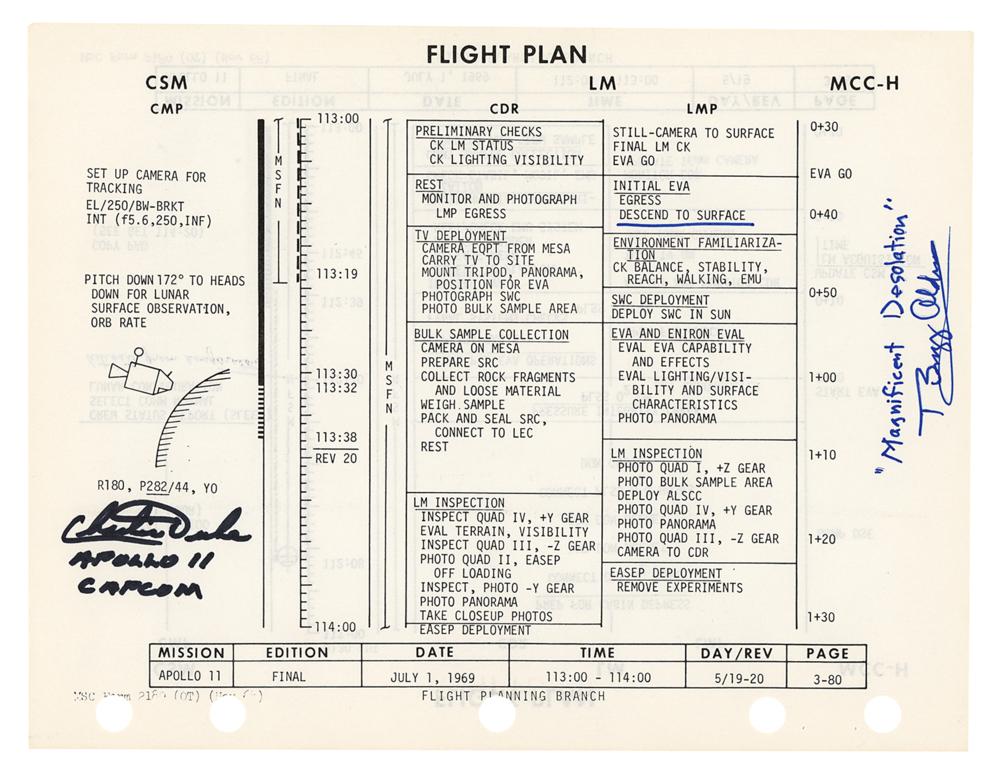 FLIGHT PLAN
CSM
LM
MCC-H
CMP
CDR
LMP
SET UP CAMERA FOR
TRACKING
EL/250/BW-BRKT
INT (f5.6,250,INF)
PITCH DOWN 172° TO HEADS
DOWN FOR LUNAR
SURFACE OBSERVATION,
ORB RATE
R180, P282/44, YO
Charlie Duke
APOLLO 11
CAPCOM
MSFN
113:00
113:19
113:30
113:32
113:38
REV 20
114:00
MSFN
PRELIMINARY CHECKS
CK LM STATUS
CK LIGHTING VISIBILITY
REST
MONITOR AND PHOTOGRAPH
LMP EGRESS
TV DEPLOYMENT
CAMERA EQPT FROM MESA
CARRY TV TO SITE
MOUNT TRIPOD, PANORAMA,
POSITION FOR EVA
PHOTOGRAPH SWC
PHOTO BULK SAMPLE AREA
BULK SAMPLE COLLECTION
CAMERA ON MESA
PREPARE SRC
COLLECT ROCK FRAGMENTS
AND LOOSE MATERIAL
WEIGH.SAMPLE
PACK AND SEAL SRC,
CONNECT TO LEC
REST
LM INSPECTION
INSPECT QUAD IV, +Y GEAR
EVAL TERRAIN, VISIBILITY
INSPECT QUAD III, -Z GEAR
PHOTO QUAD II, EASEP
OFF LOADING
INSPECT, PHOTO -Y GEAR
PHOTO PANORAMA
TAKE CLOSEUP PHOTOS
EASEP DEPLOYMENT
STILL-CAMERA TO SURFACE
FINAL LM CK
EVA GO
INITIAL EVA
EGRESS
DESCEND TO SURFACE
ENVIRONMENT FAMILIARIZA-
TION
CK BALANCE, STABILITY,
REACH, WALKING, EMU
SWC DEPLOYMENT
DEPLOY SWC IN SUN
EVA AND ENIRON EVAL
EVAL EVA CAPABILITY
AND EFFECTS
EVAL LIGHTING/VISI-
BILITY AND SURFACE
CHARACTERISTICS
PHOTO PANORAMA
LM INSPECTION
PHOTO QUAD I, +Z GEAR
PHOTO BULK SAMPLE AREA
DEPLOY ALSCC
PHOTO QUAD IV, +Y GEAR
PHOTO PANORAMA
PHOTO QUAD III, -Z GEAR
CAMERA TO CDR
EASEP DEPLOYMENT
REMOVE EXPERIMENTS
0+30
EVA GO
0+40
0+50
1+00
1+10
1+20
1+30
"Magnificent Desolation"
Buzz Aldrin
MISSION EDITION DATE TIME DAY/REV PAGE
APOLLO 11 FINAL JULY 1, 1969 113:00 - 114:00 5/19-20 3-80
MSC Form 2189 (OT) FLIGHT PLANNING BRANCH